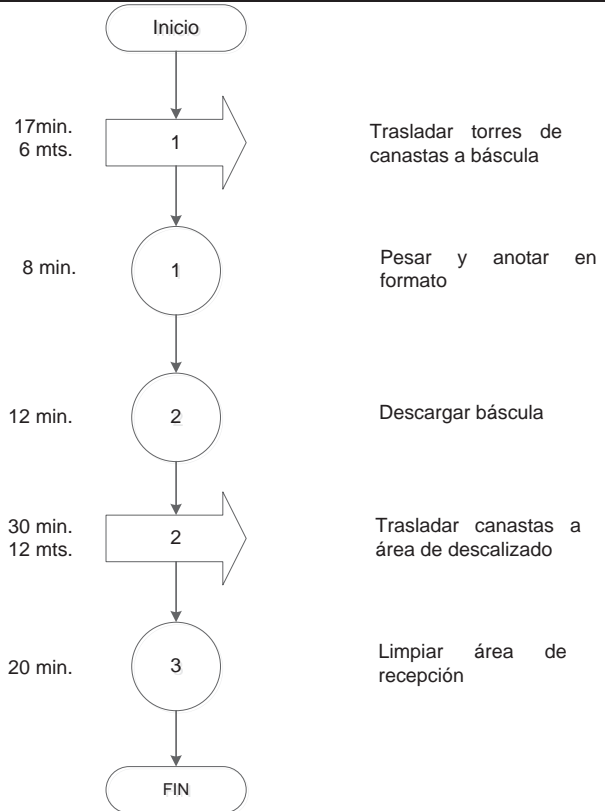 Inicio
17min.
6 mts.
1
Trasladar torres de
canastas a báscula
8 min.
1
Pesar y anotar en
formato
12 min.
2
Descargar báscula
30 min.
12 mts.
2
Trasladar canastas a
área de descalizado
20 min.
3
Limpiar área de
recepción
FIN